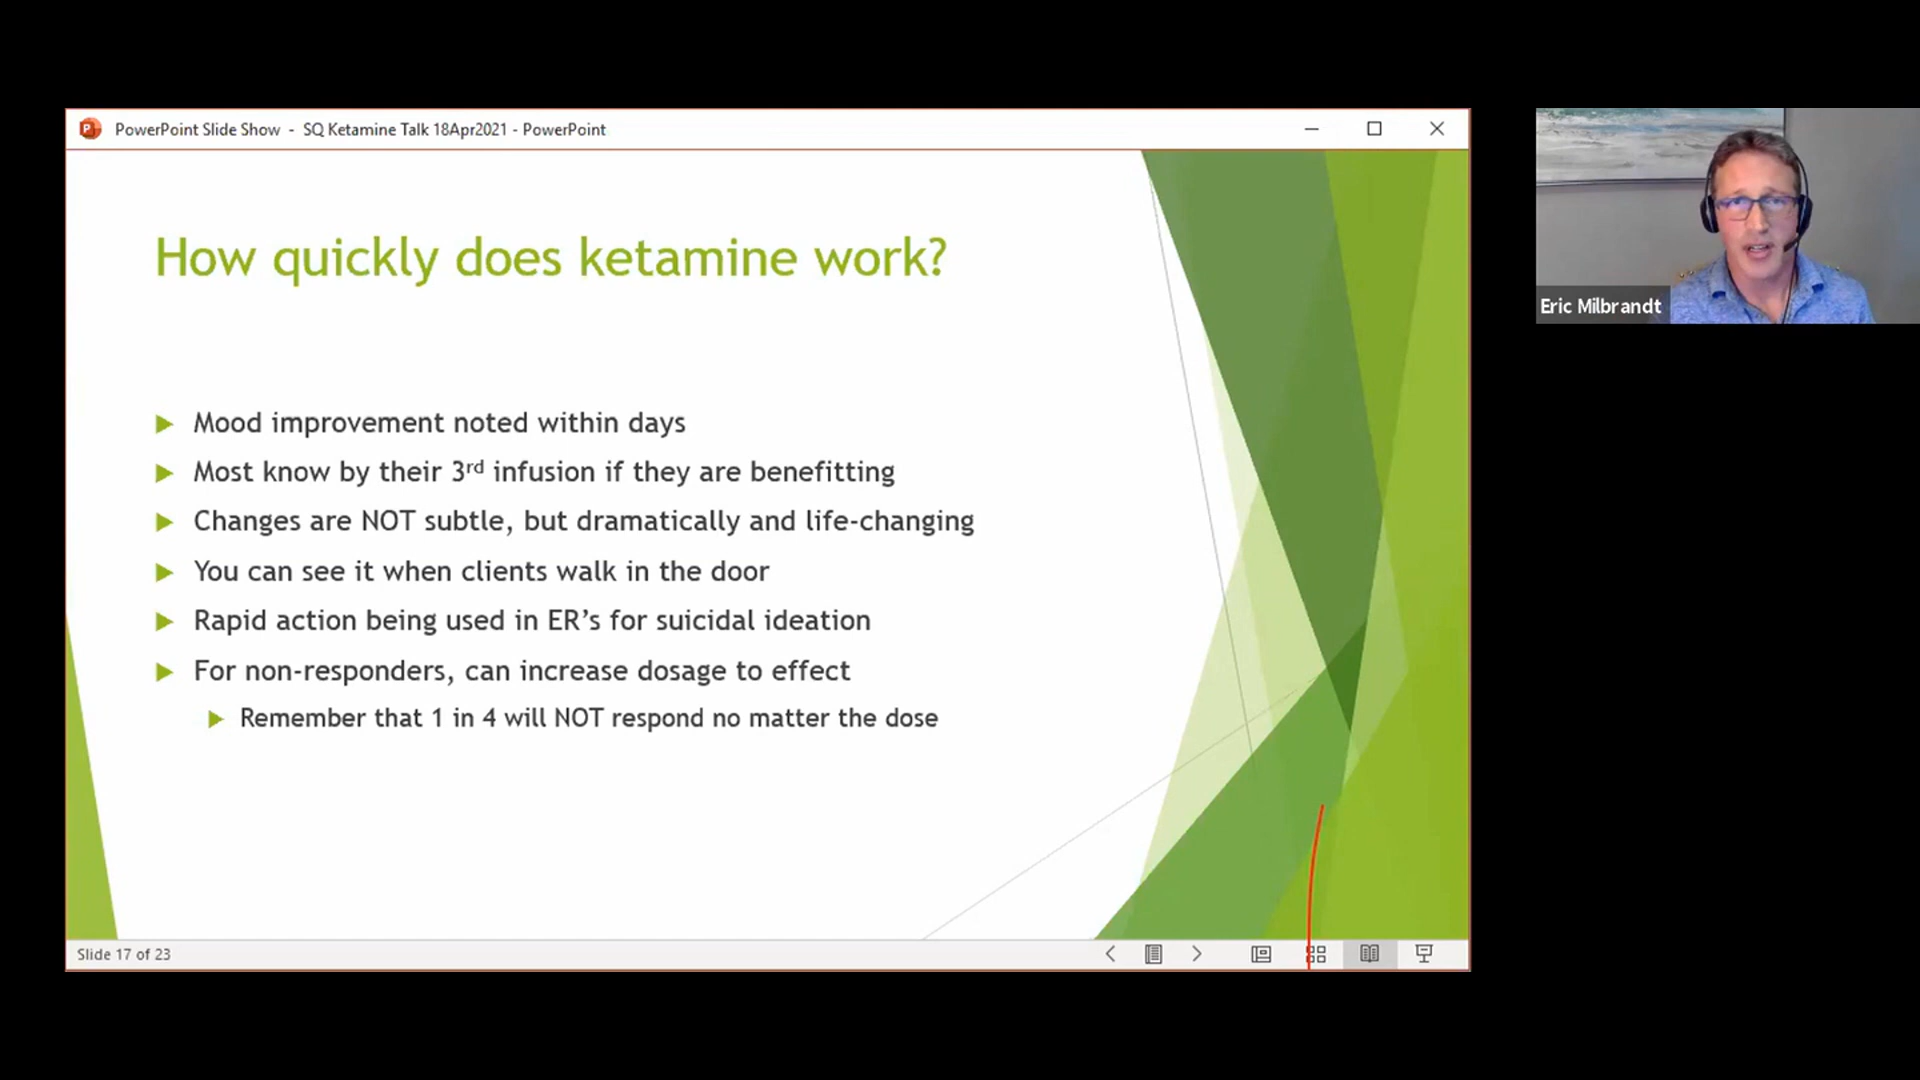 PowerPoint Slide Show - SQ Ketamine Talk 18Apr2021 - PowerPoint
How quickly does ketamine work?
Mood improvement noted within days
Most know by their 3rd infusion if they are benefitting
Changes are NOT subtle, but dramatically and life-changing
You can see it when clients walk in the door
Rapid action being used in ER’s for suicidal ideation
For non-responders, can increase dosage to effect
Remember that 1 in 4 will NOT respond no matter the dose
Slide 17 of 23
Eric Milbrandt